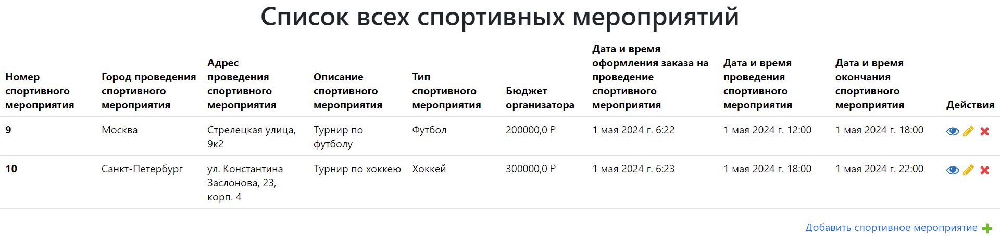 Список всех спортивных мероприятий
Номер
спортивного
мероприятия
Город проведения
спортивного
мероприятия
Адрес
проведения
спортивного
мероприятия
Описание
спортивного
мероприятия
Тип
спортивного
мероприятия
Бюджет
организатора
Дата и время
оформления заказа на
проведение
спортивного
мероприятия
Дата и время
проведения
спортивного
мероприятия
Дата и время
окончания
спортивного
мероприятия
Действия
9
Москва
Стрелецкая улица,
9к2
Турнир по
футболу
Футбол
200000,0 ₽
1 мая 2024 г. 6:22
1 мая 2024 г. 12:00
1 мая 2024 г. 18:00
10
Санкт-Петербург
ул. Константина
Заслонова, 23,
корп. 4
Турнир по хоккею
Хоккей
300000,0 ₽
1 мая 2024 г. 6:23
1 мая 2024 г. 18:00
1 мая 2024 г. 22:00
Добавить спортивное мероприятие